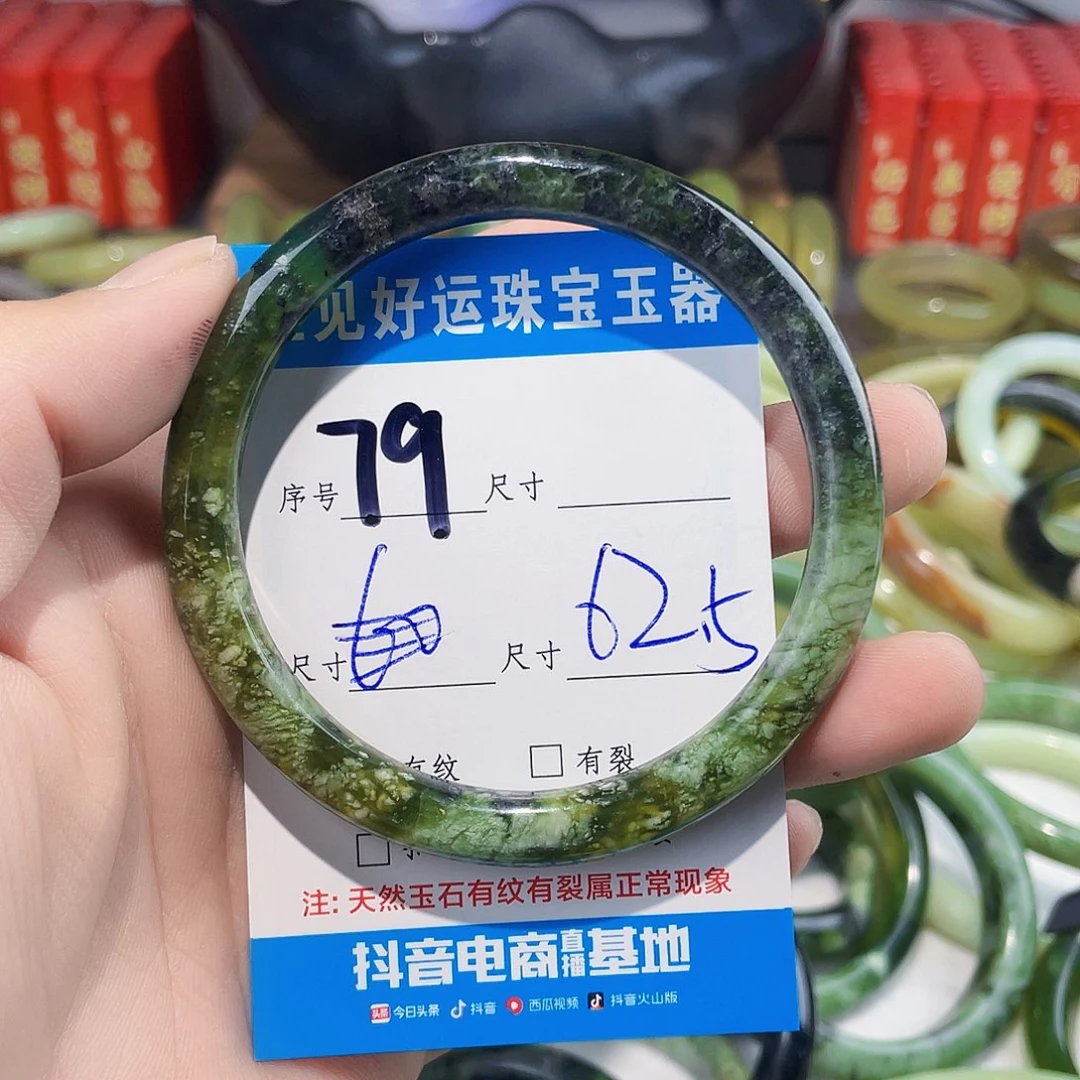 见好运珠宝玉器
序号 79 尺寸
尺寸 尺寸 62.5
有纹 有裂
注: 天然玉石有纹有裂属正常现象
抖音电商直播基地
头条 今日头条 抖音 西瓜视频 抖音火山版